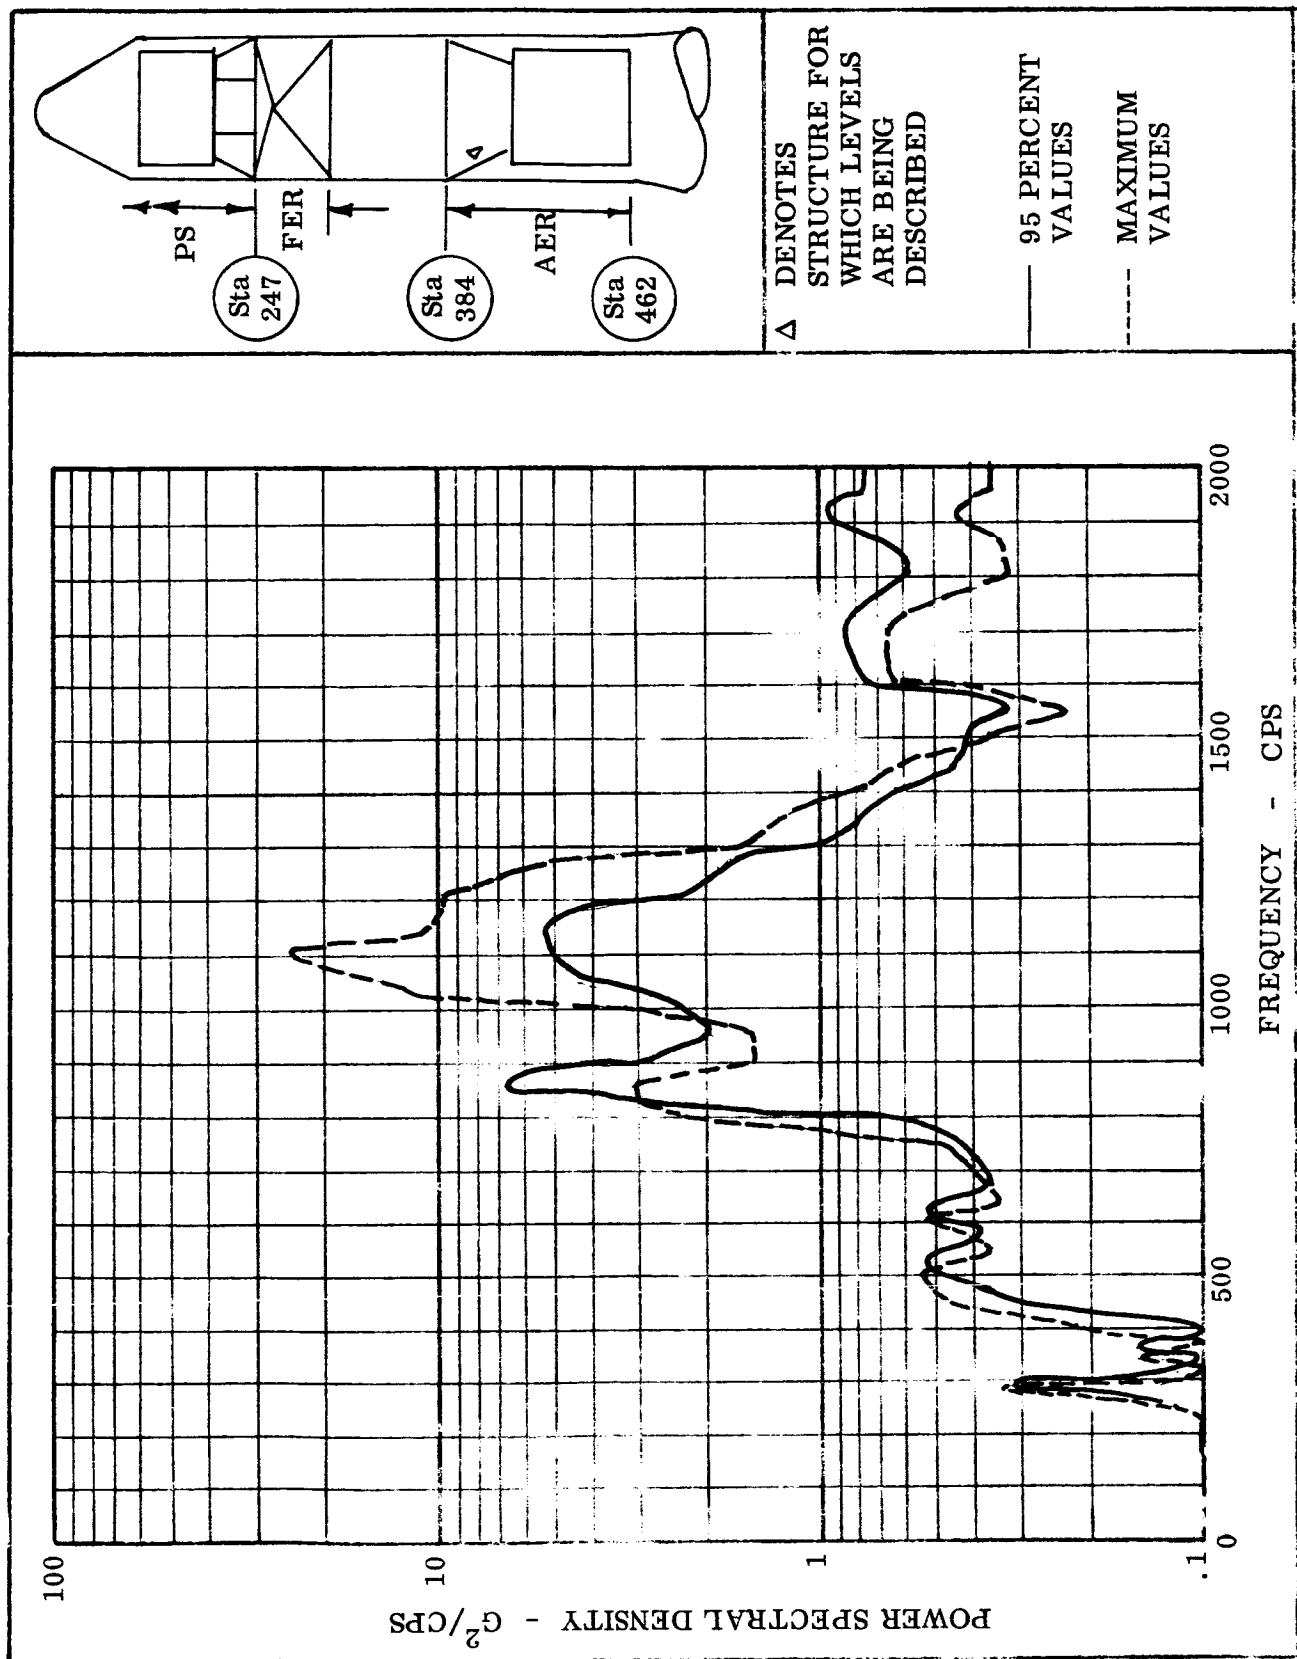 100
10
1
.1
POWER SPECTRAL DENSITY - G²/CPS
0
500
1000
1500
2000
FREQUENCY - CPS
PS
FER
AER
Sta
247
Sta
384
Sta
462
Δ
Δ DENOTES
STRUCTURE FOR
WHICH LEVELS
ARE BEING
DESCRIBED
95 PERCENT
VALUES
MAXIMUM
VALUES